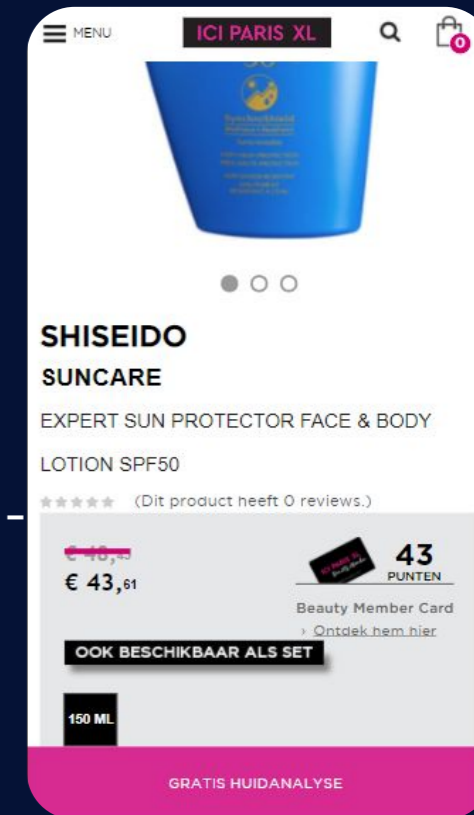 MENU
ICI PARIS XL
0
50
SHISEIDO
SUNCARE
EXPERT SUN PROTECTOR FACE & BODY
LOTION SPF50
(Dit product heeft 0 reviews.)
43
PUNTEN
€ 43,61
Beauty Member Card
› Ontdek hem hier
OOK BESCHIKBAAR ALS SET
150 ML
GRATIS HUIDANALYSE